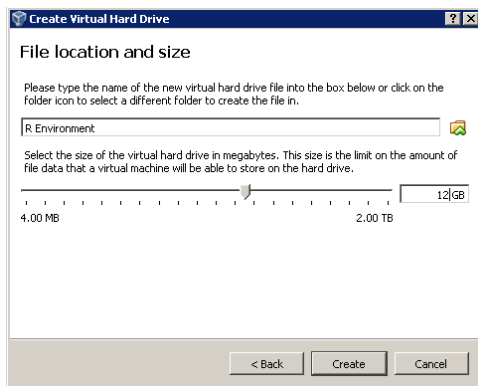 Create Virtual Hard Drive
File location and size
Please type the name of the new virtual hard drive file into the box below or click on the
folder icon to select a different folder to create the file in.
R Environment
Select the size of the virtual hard drive in megabytes. This size is the limit on the amount of
file data that a virtual machine will be able to store on the hard drive.
12 GB
4.00 MB 2.00 TB
< Back Create Cancel